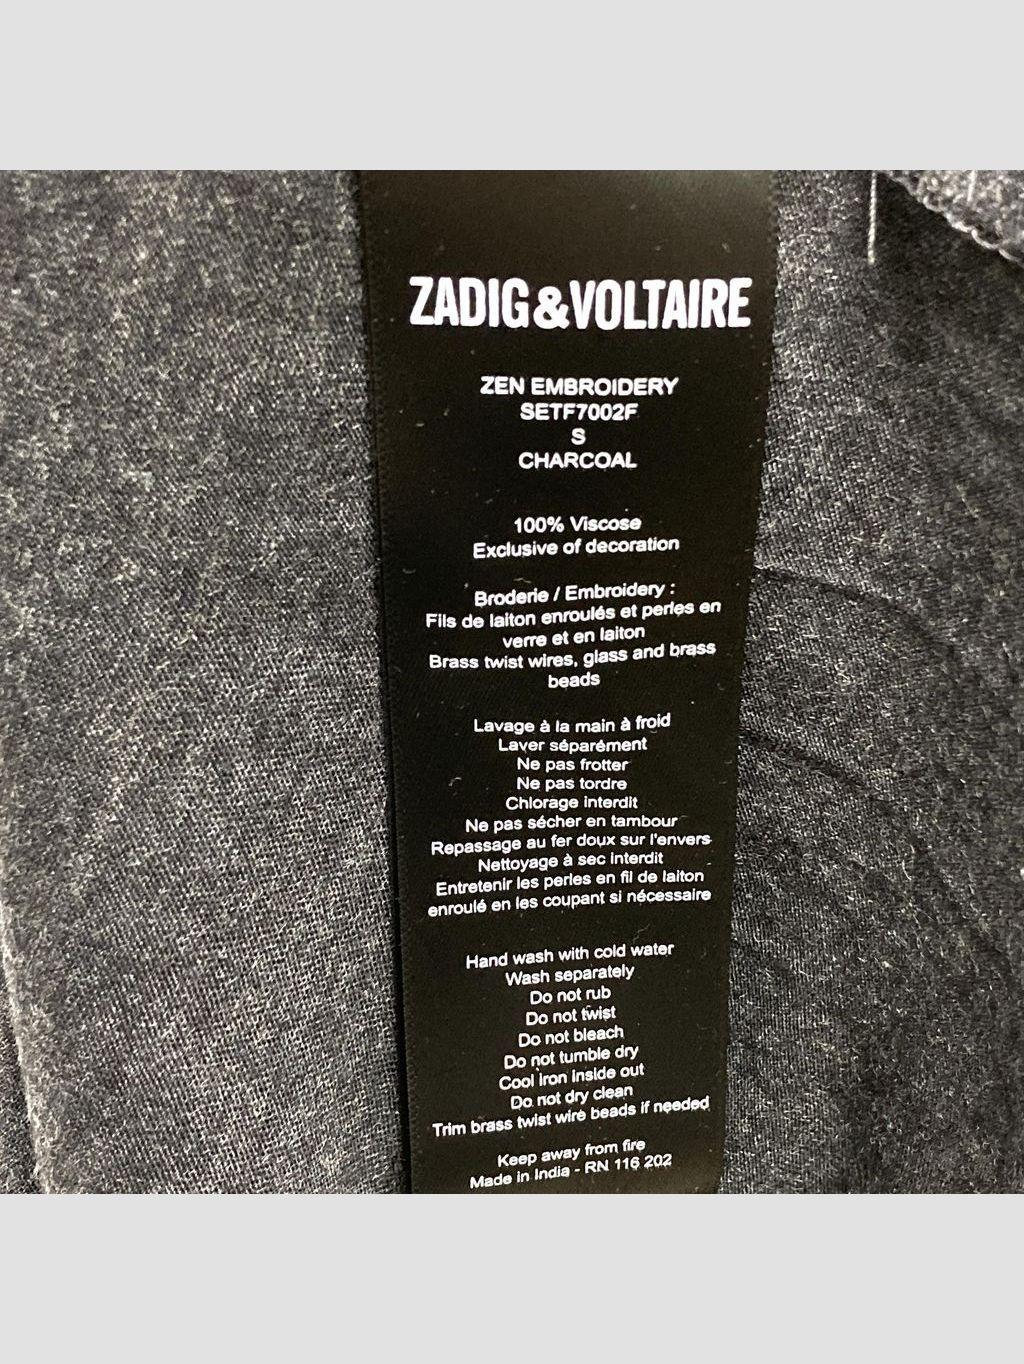 ZADIG&VOLTAIRE
ZEN EMBROIDERY
SETF7002F
S
CHARCOAL
100% Viscose
Exclusive of decoration
Broderie / Embroidery :
Fils de laiton enroulés et perles en
verre et en laiton
Brass twist wires, glass and brass
beads
Lavage à la main à froid
Laver séparément
Ne pas frotter
Ne pas tordre
Chlorage interdit
Ne pas sécher en tambour
Repassage au fer doux sur l'envers
Nettoyage à sec interdit
Entretenir les perles en fil de laiton
enroulé en les coupant si nécessaire
Hand wash with cold water
Wash separately
Do not rub
Do not twist
Do not bleach
Do not tumble dry
Cool iron inside out
Do not dry clean
Trim brass twist wire beads if needed
Keep away from fire
Made in India - RN 116 202